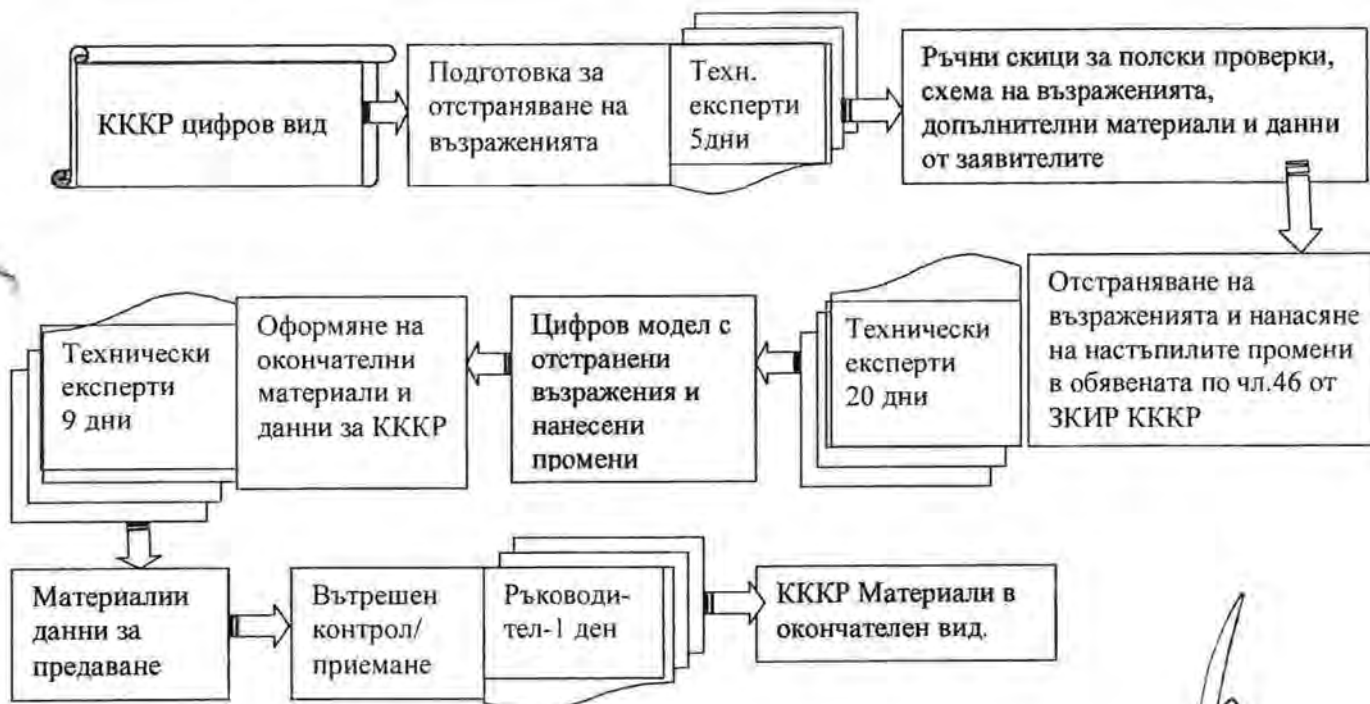 КККР цифров вид
Подготовка за
отстраняване на
възраженията
Техн.
експерти
5дни
Ръчни скици за полски проверки,
схема на възраженията,
допълнителни материали и данни
от заявителите
Отстраняване на
възраженията и нанасяне
на настъпилите промени
в обявената по чл.46 от
ЗКИР КККР
Технически
експерти
20 дни
Цифров модел с
отстранени
възражения и
нанесени
промени
Оформяне на
окончателни
материали и
данни за КККР
Технически
експерти
9 дни
Материалии
данни за
предаване
Вътрешен
контрол/
приемане
Ръководи-
тел-1 ден
КККР Материали в
окончателен вид.